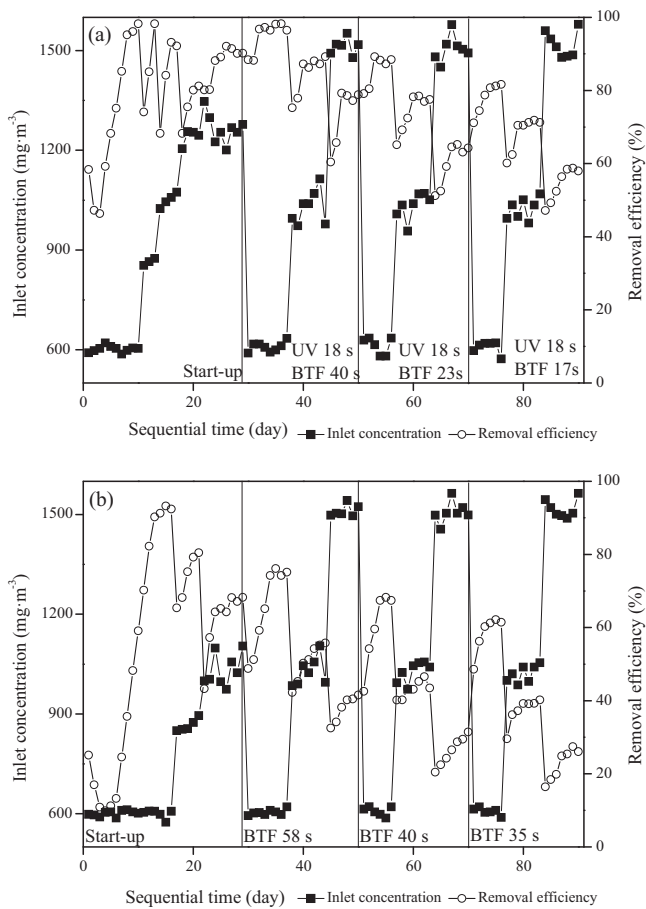 (a)
1500
1200
900
600
100
80
60
40
20
0
Inlet concentration (mg·m-3)
Removal efficiency (%)
Start-up
UV 18 s
BTF 40 s
UV 18 s
BTF 23s
UV 18 s
BTF 17s
0 20 40 60 80
Sequential time (day)
Inlet concentration
Removal efficiency
(b)
1500
1200
900
600
100
80
60
40
20
0
Inlet concentration (mg·m-3)
Removal efficiency (%)
Start-up
BTF 58 s
BTF 40 s
BTF 35 s
0 20 40 60 80
Sequential time (day)
Inlet concentration
Removal efficiency